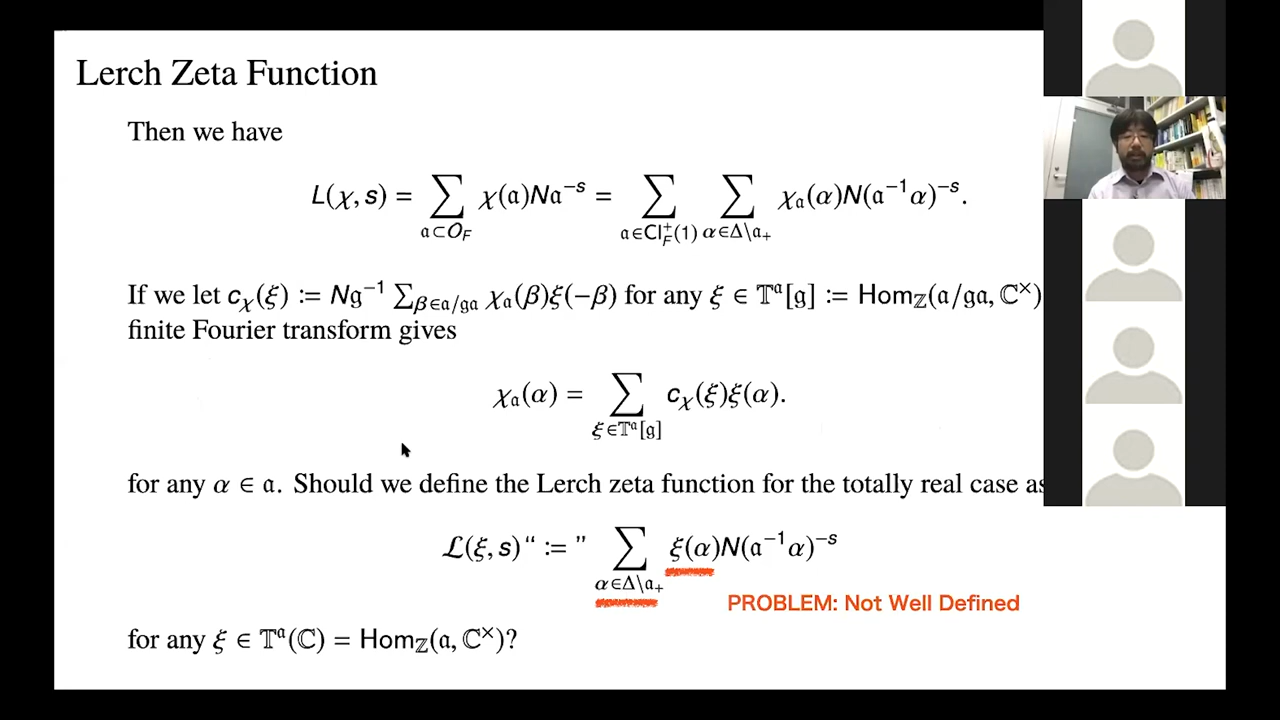 Lerch Zeta Function
Then we have
L(χ, s) = ∑_{𝔞⊂O_F} χ(𝔞)N𝔞^{−s} = ∑_{𝔞∈Cl_F^+(1)} ∑_{α∈Δ\𝔞_+} χ_𝔞(α)N(𝔞^{−1}α)^{−s}.
If we let c_χ(ξ) := N𝔤^{−1} ∑_{β∈𝔞/𝔤𝔞} χ_𝔞(β)ξ(−β) for any ξ ∈ 𝕋^𝔞[𝔤] := Hom_ℤ(𝔞/𝔤𝔞, ℂ^×)
finite Fourier transform gives
χ_𝔞(α) = ∑_{ξ∈𝕋^𝔞[𝔤]} c_χ(ξ)ξ(α).
for any α ∈ 𝔞. Should we define the Lerch zeta function for the totally real case as
ℒ(ξ, s) “ := ” ∑_{α∈Δ\𝔞_+} ξ(α)N(𝔞^{−1}α)^{−s}
PROBLEM: Not Well Defined
for any ξ ∈ 𝕋^𝔞(ℂ) = Hom_ℤ(𝔞, ℂ^×)?